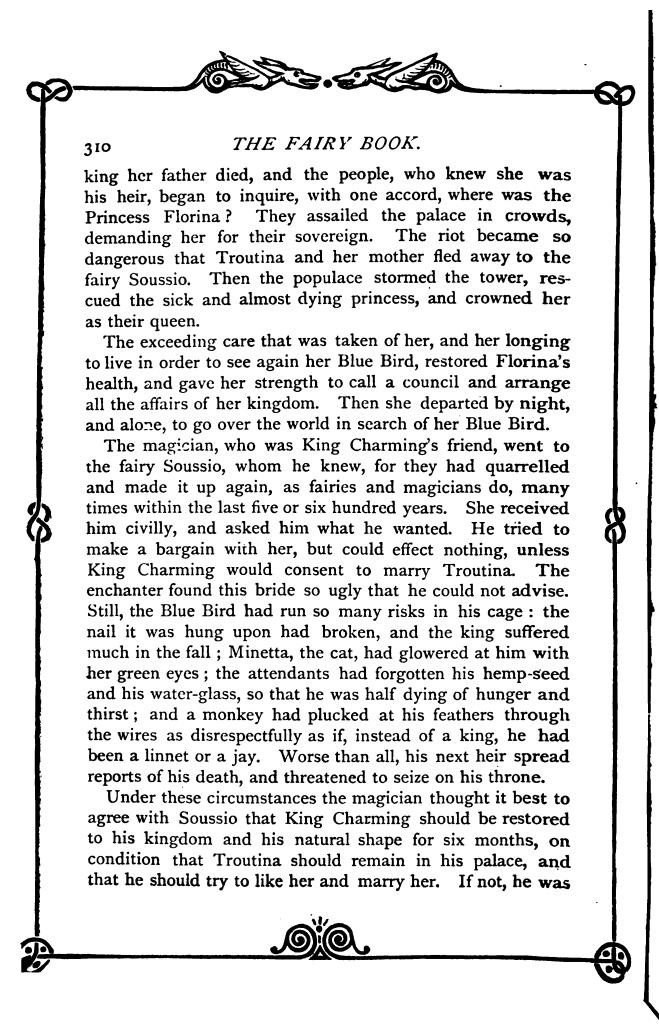 310
THE FAIRY BOOK.
king her father died, and the people, who knew she was
his heir, began to inquire, with one accord, where was the
Princess Florina ? They assailed the palace in crowds,
demanding her for their sovereign. The riot became so
dangerous that Troutina and her mother fled away to the
fairy Soussio. Then the populace stormed the tower, res-
cued the sick and almost dying princess, and crowned her
as their queen.
The exceeding care that was taken of her, and her longing
to live in order to see again her Blue Bird, restored Florina's
health, and gave her strength to call a council and arrange
all the affairs of her kingdom. Then she departed by night,
and alone, to go over the world in search of her Blue Bird.
The magician, who was King Charming's friend, went to
the fairy Soussio, whom he knew, for they had quarrelled
and made it up again, as fairies and magicians do, many
times within the last five or six hundred years. She received
him civilly, and asked him what he wanted. He tried to
make a bargain with her, but could effect nothing, unless
King Charming would consent to marry Troutina. The
enchanter found this bride so ugly that he could not advise.
Still, the Blue Bird had run so many risks in his cage : the
nail it was hung upon had broken, and the king suffered
much in the fall ; Minetta, the cat, had glowered at him with
her green eyes ; the attendants had forgotten his hemp-seed
and his water-glass, so that he was half dying of hunger and
thirst ; and a monkey had plucked at his feathers through
the wires as disrespectfully as if, instead of a king, he had
been a linnet or a jay. Worse than all, his next heir spread
reports of his death, and threatened to seize on his throne.
Under these circumstances the magician thought it best to
agree with Soussio that King Charming should be restored
to his kingdom and his natural shape for six months, on
condition that Troutina should remain in his palace, and
that he should try to like her and marry her. If not, he was